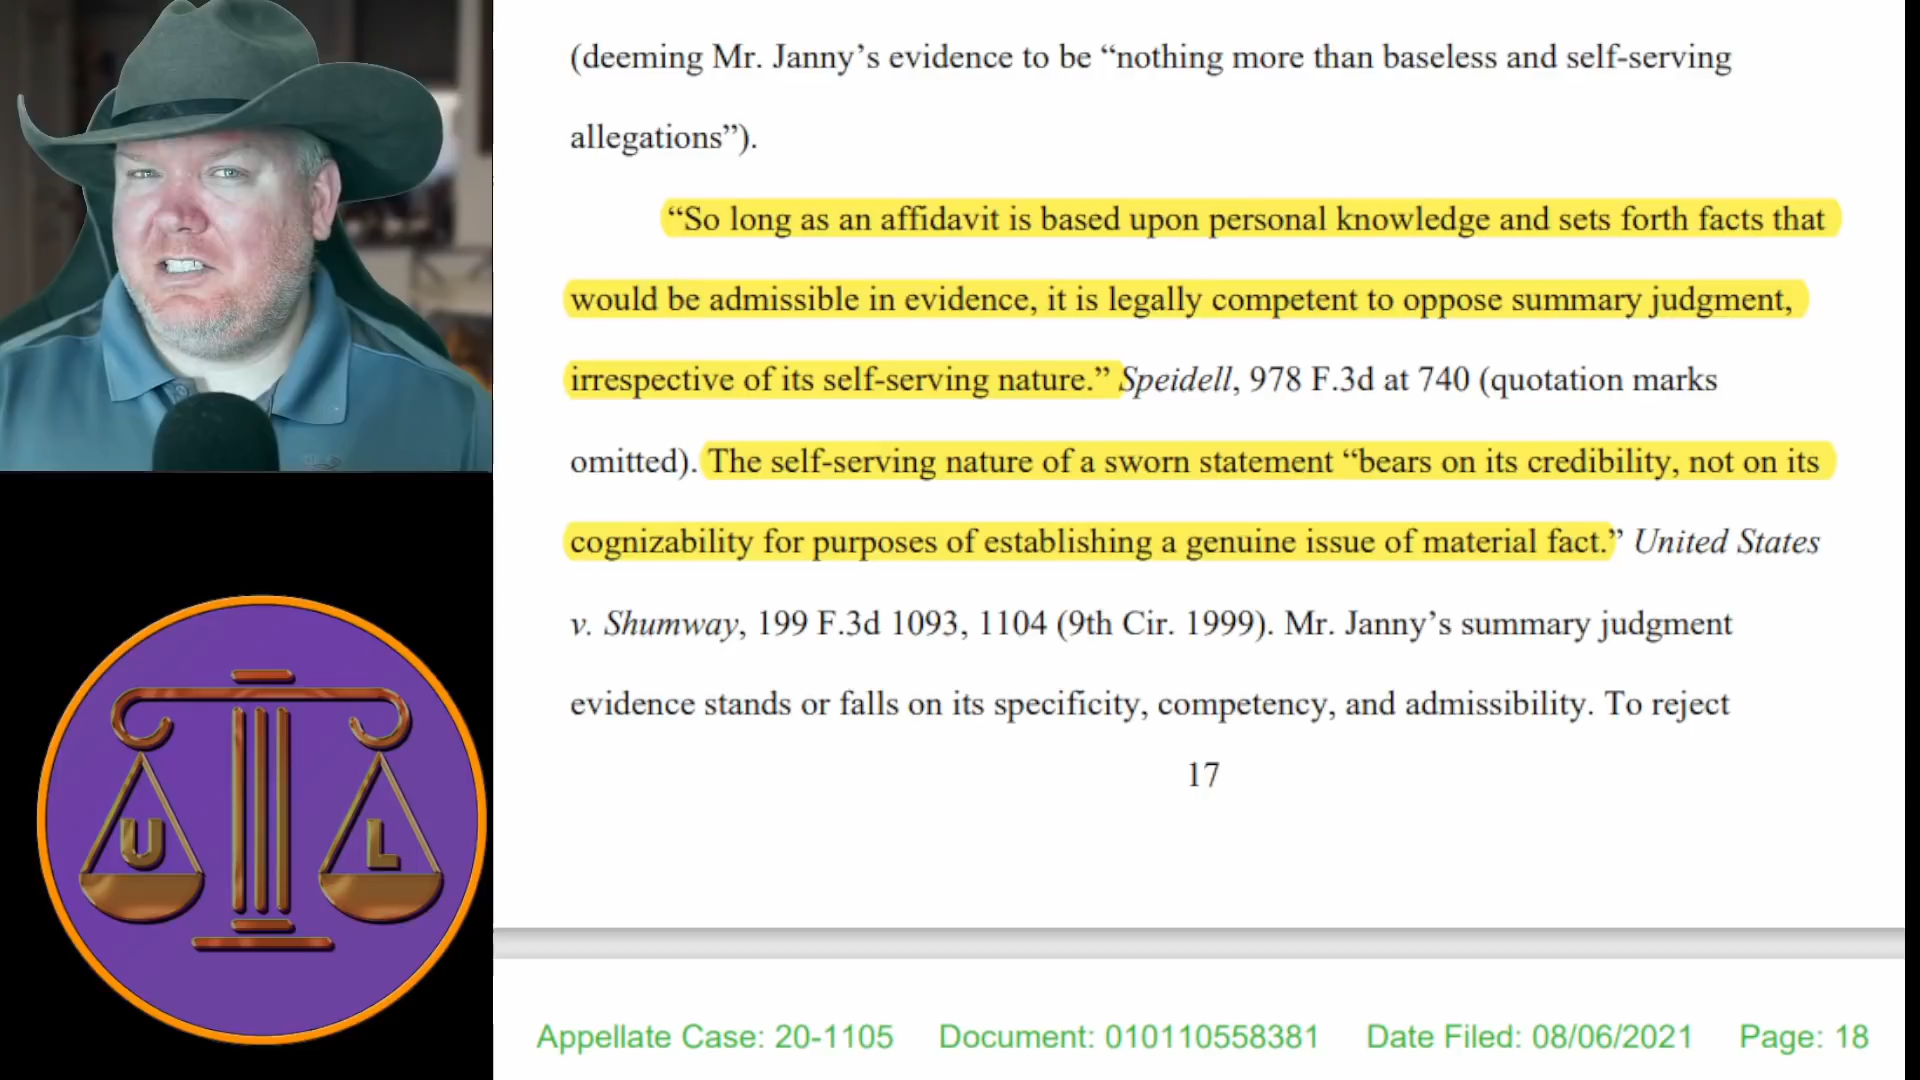 (deeming Mr. Janny’s evidence to be “nothing more than baseless and self-serving
allegations”).
“So long as an affidavit is based upon personal knowledge and sets forth facts that
would be admissible in evidence, it is legally competent to oppose summary judgment,
irrespective of its self-serving nature.” Speidell, 978 F.3d at 740 (quotation marks
omitted). The self-serving nature of a sworn statement “bears on its credibility, not on its
cognizability for purposes of establishing a genuine issue of material fact.” United States
v. Shumway, 199 F.3d 1093, 1104 (9th Cir. 1999). Mr. Janny’s summary judgment
evidence stands or falls on its specificity, competency, and admissibility. To reject
17
Appellate Case: 20-1105 Document: 010110558381 Date Filed: 08/06/2021 Page: 18
U L